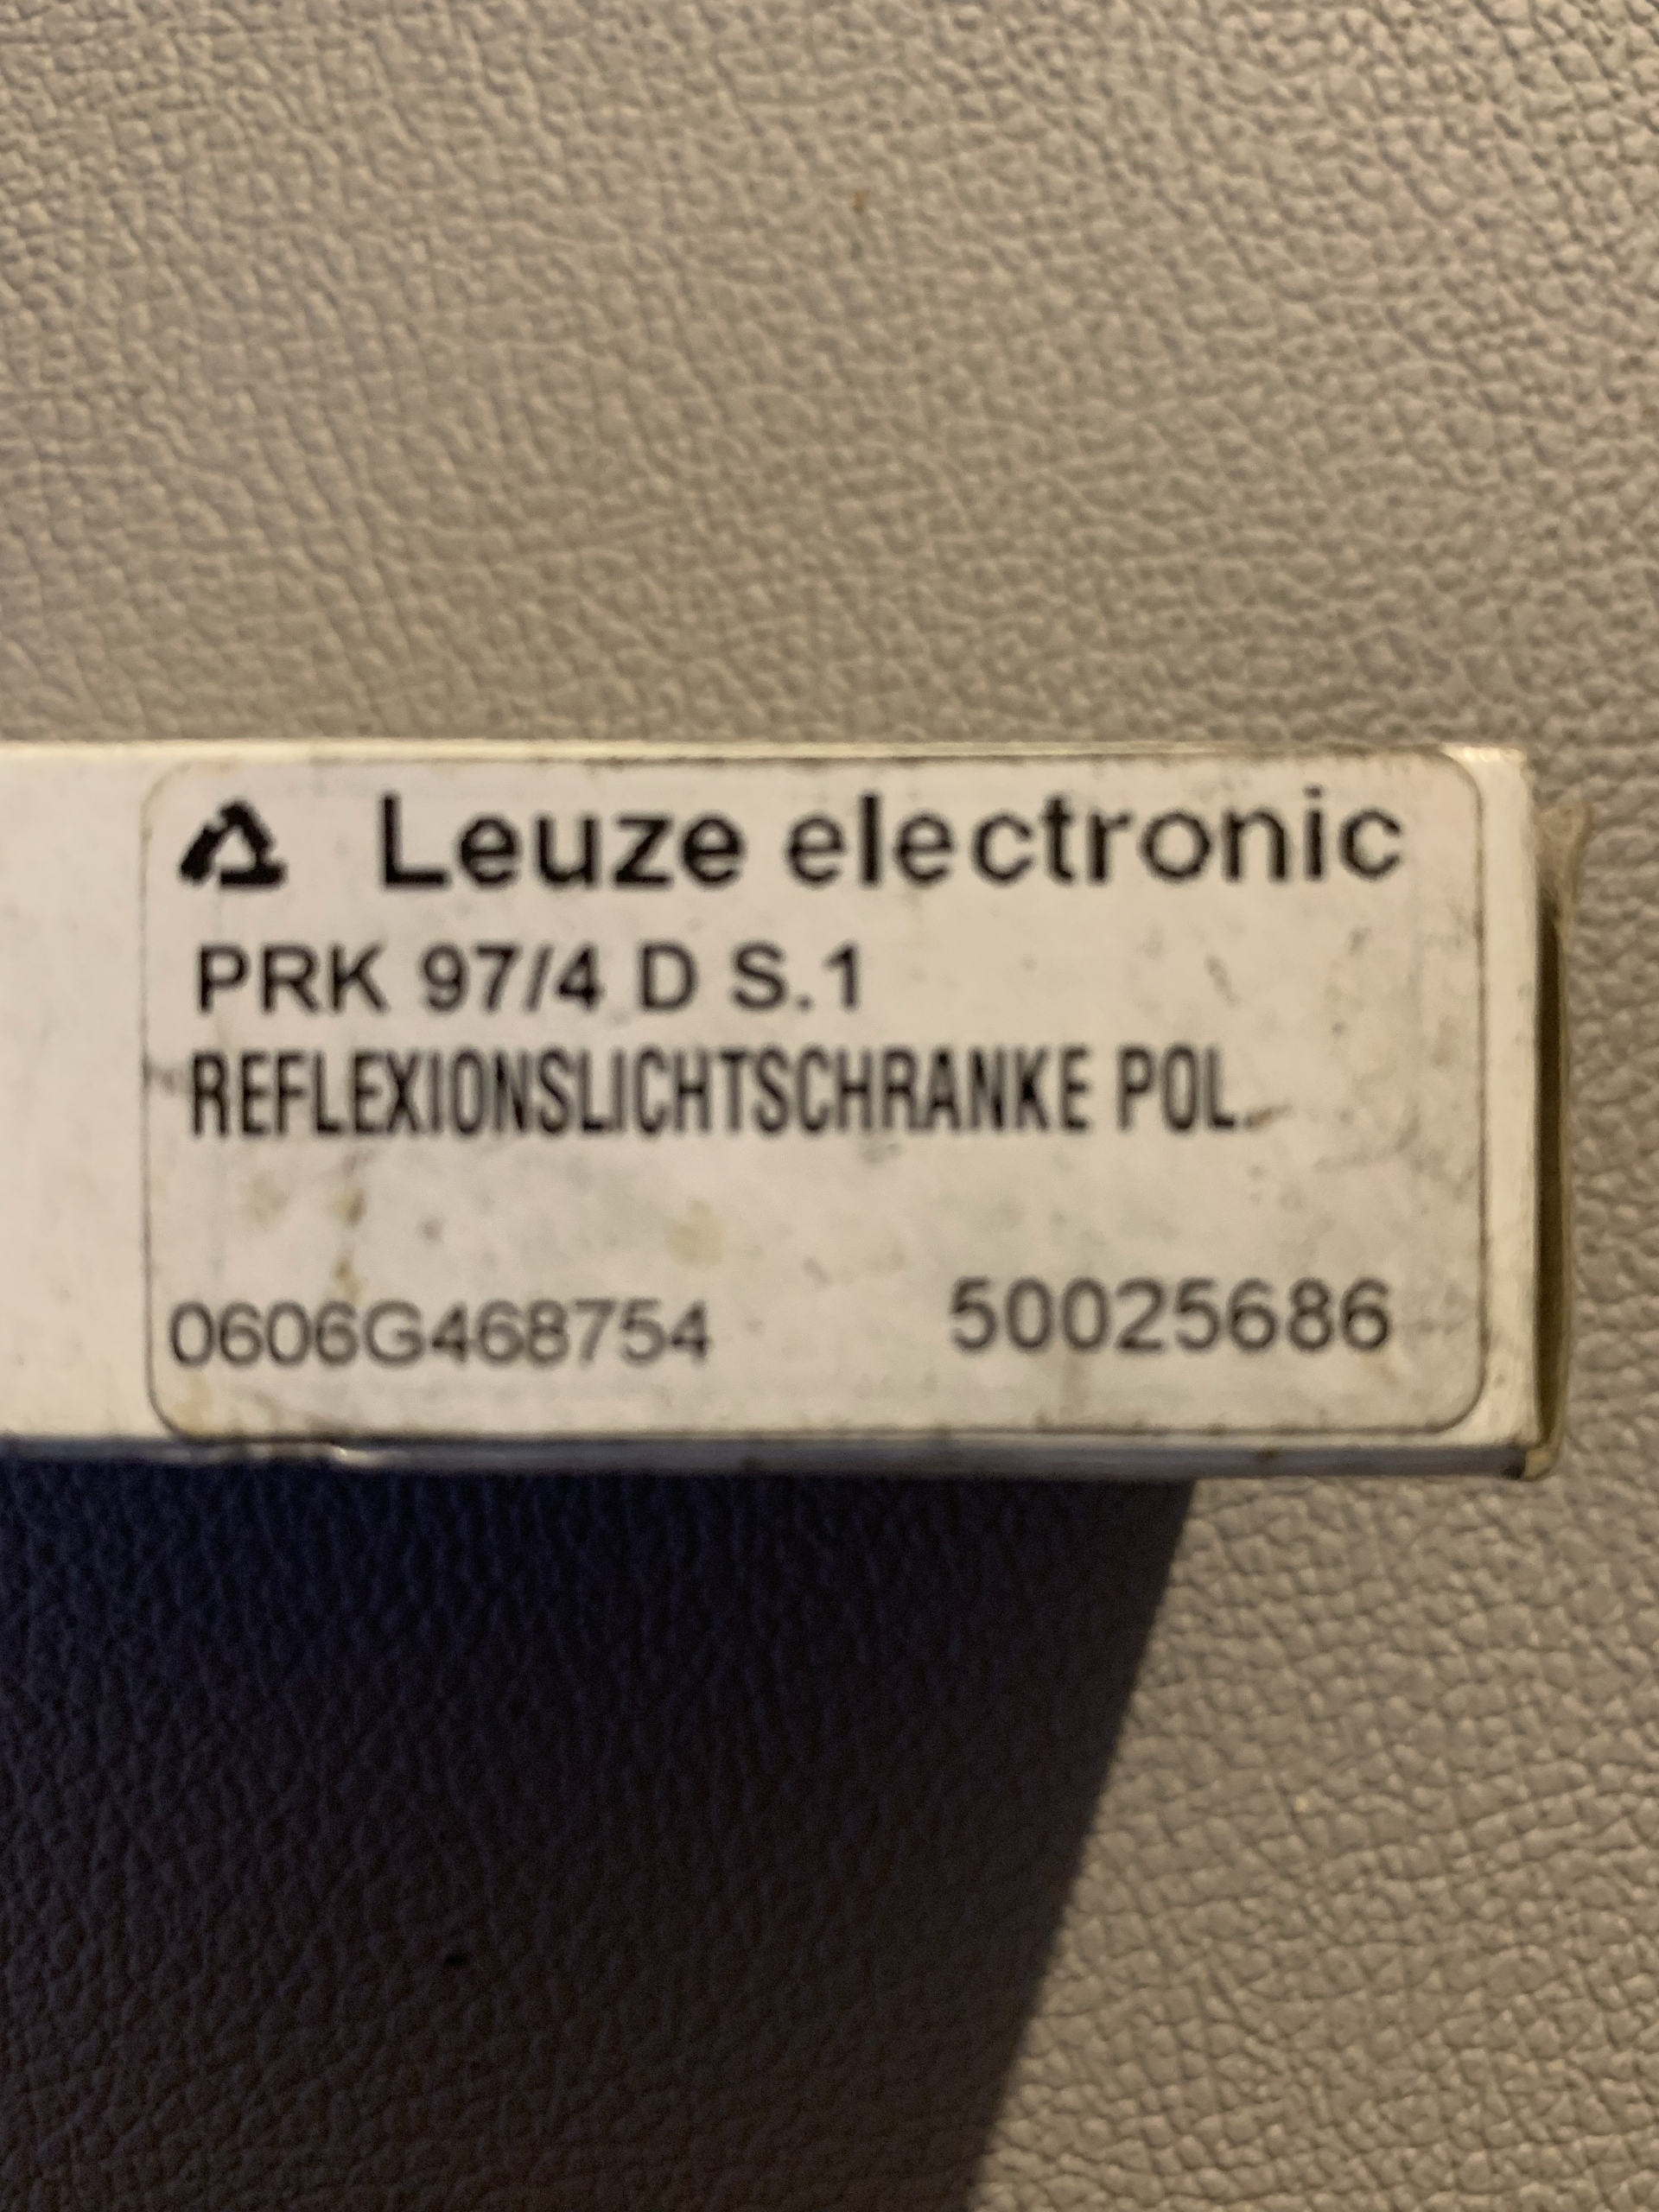 Leuze electronic
PRK 97/4 D S.1
REFLEXIONSLICHTSCHRANKE POL.
0606G468754 50025686